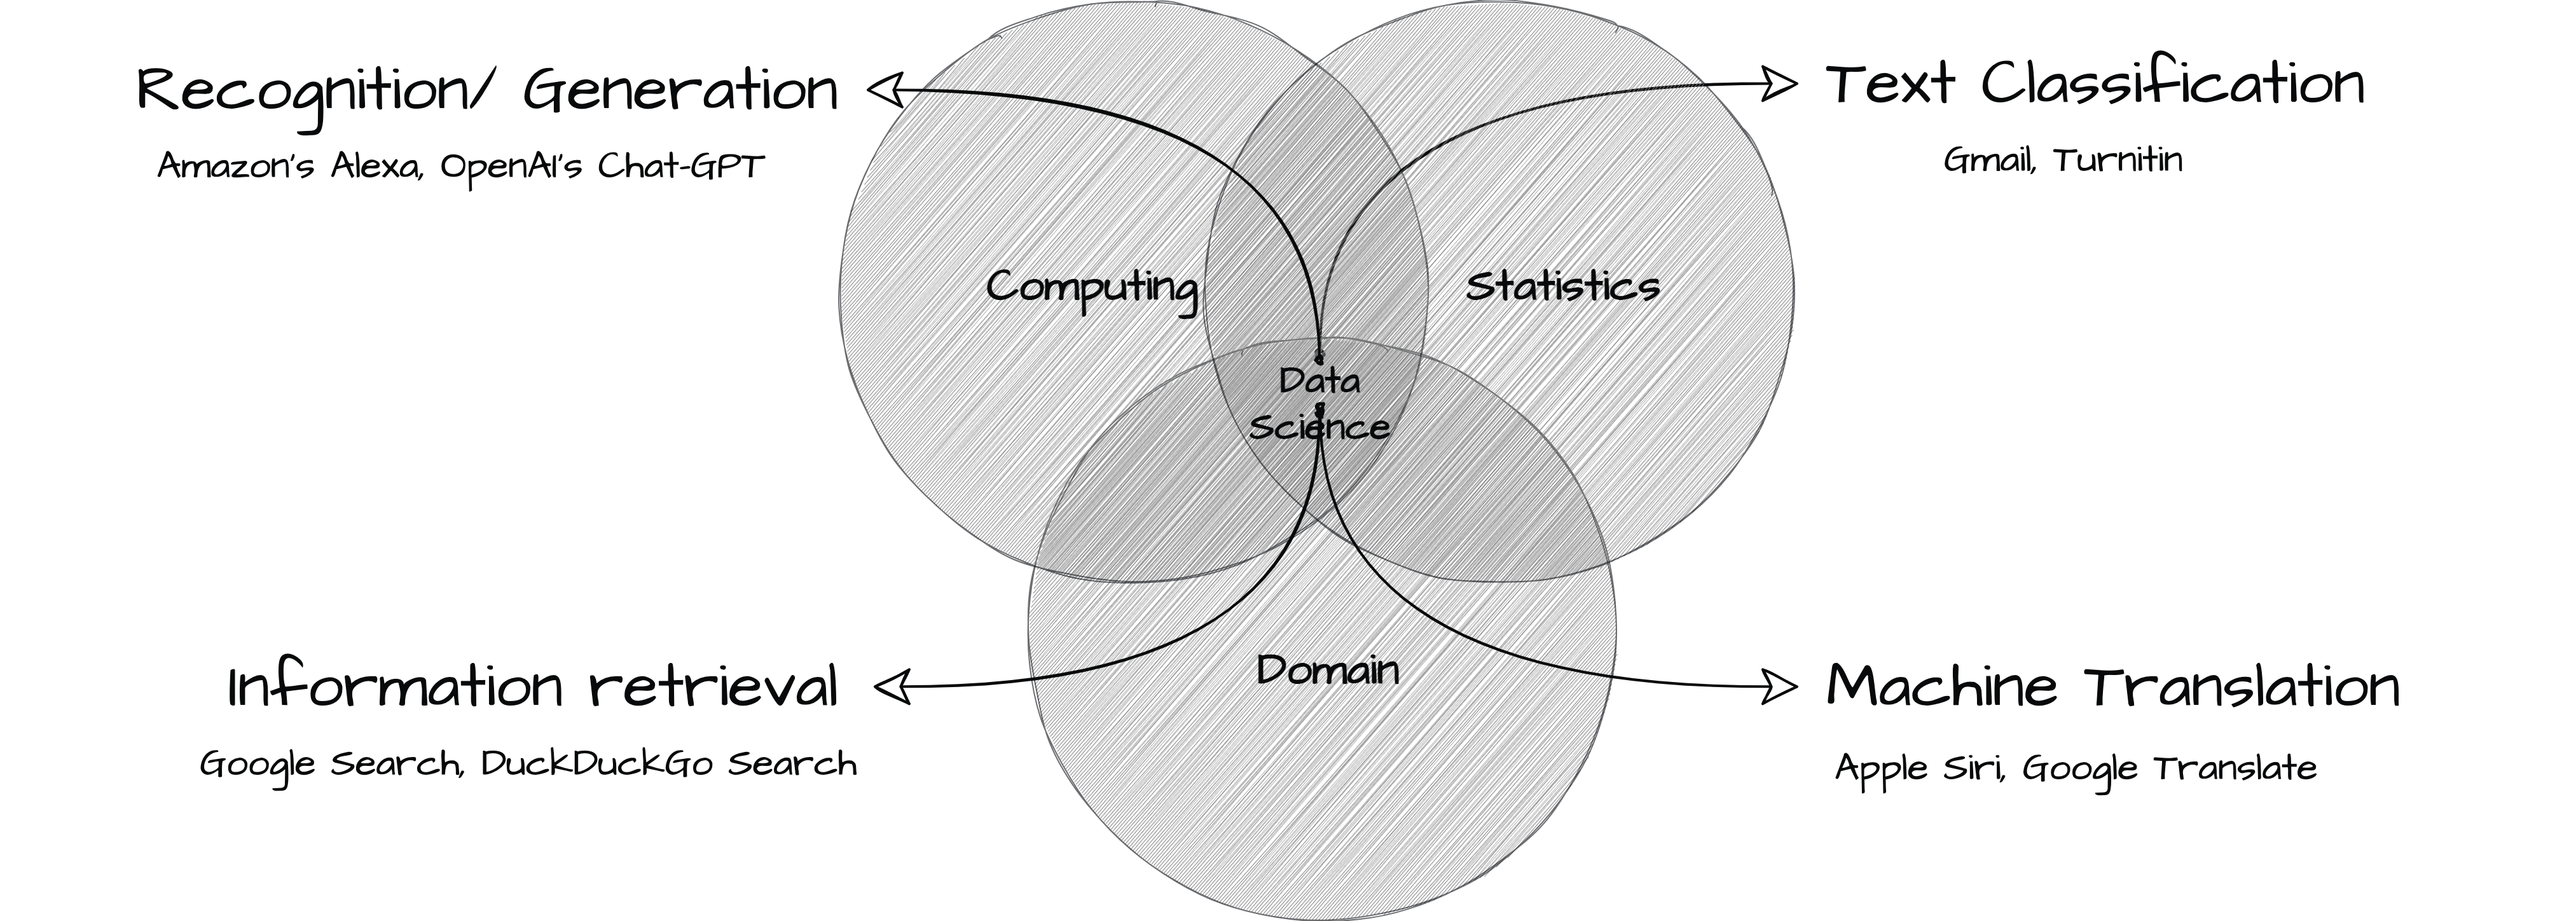 Recognition/ Generation
Amazon's Alexa, OpenAI's Chat-GPT
Text Classification
Gmail, Turnitin
Computing
Statistics
Data
Science
Domain
Information retrieval
Google Search, DuckDuckGo Search
Machine Translation
Apple Siri, Google Translate